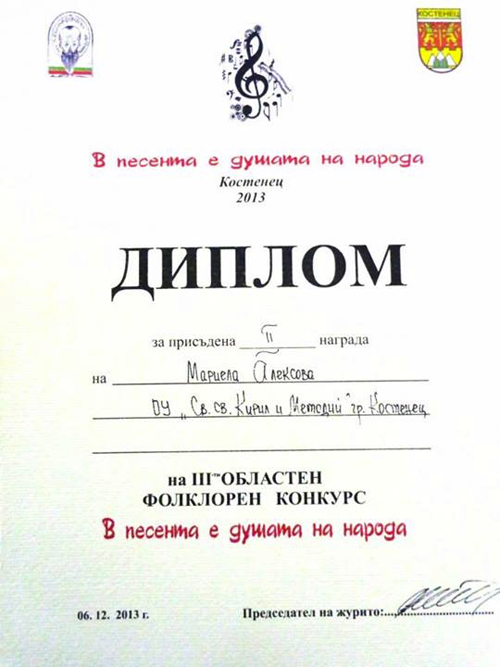 КОСТЕНЕЦ
В песента е душата на народа
Костенец
2013
ДИПЛОМ
за присъдена II награда
на Мариела Алексова
ОУ „Св. св. Кирил и Методий" гр. Костенец
на III ти ОБЛАСТЕН
ФОЛКЛОРЕН КОНКУРС
В песента е душата на народа
06. 12. 2013 г. Председател на журито: